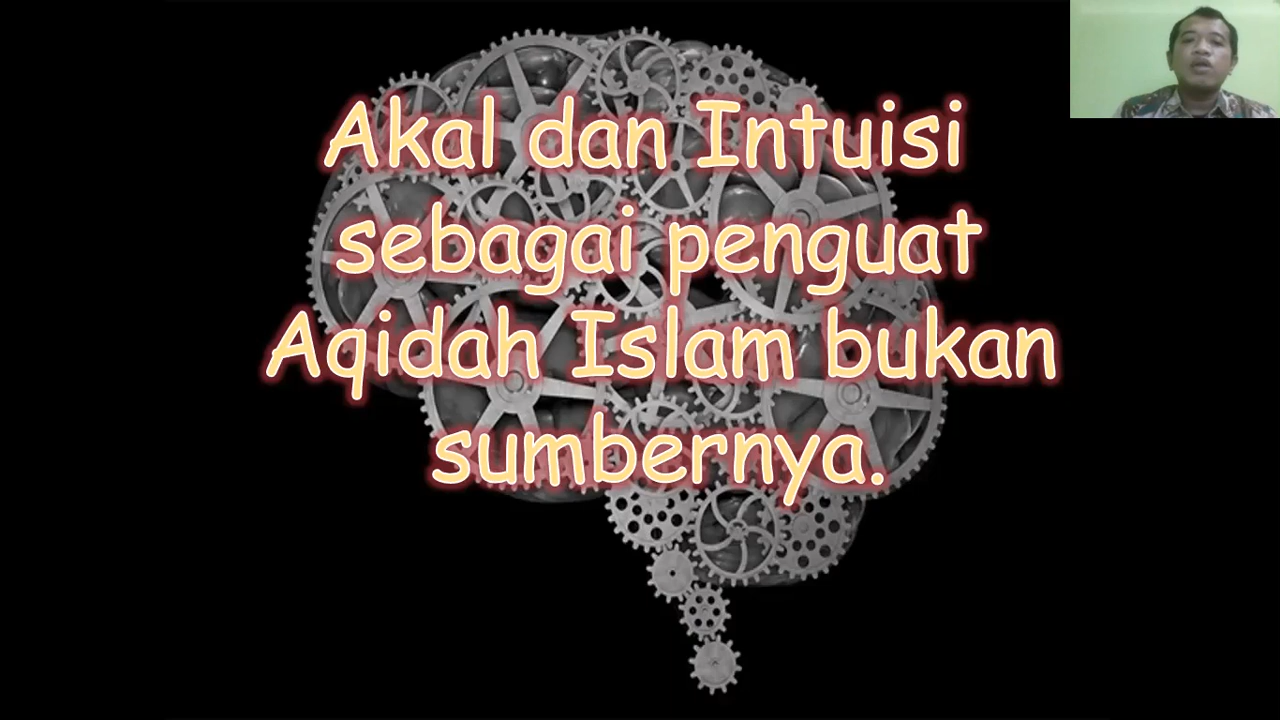 Akal dan Intuisi
sebagai penguat
Aqidah Islam bukan
sumbernya.